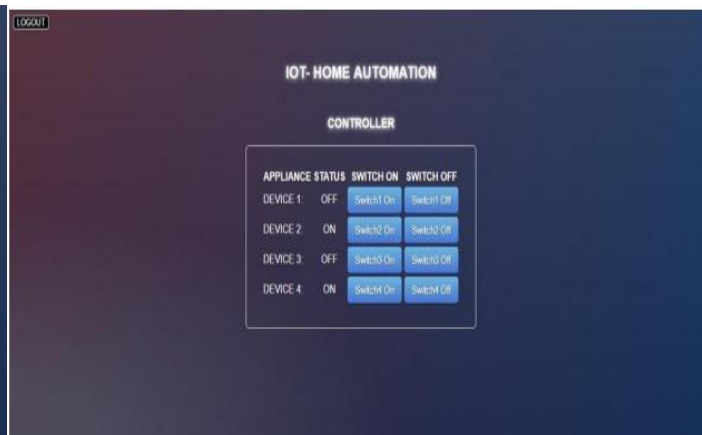 LOGOUT
IOT- HOME AUTOMATION
CONTROLLER
APPLIANCE STATUS SWITCH ON SWITCH OFF
DEVICE 1: OFF Switch1 On Switch1 Off
DEVICE 2: ON Switch2 On Switch2 Off
DEVICE 3: OFF Switch3 On Switch3 Off
DEVICE 4: ON Switch4 On Switch4 Off